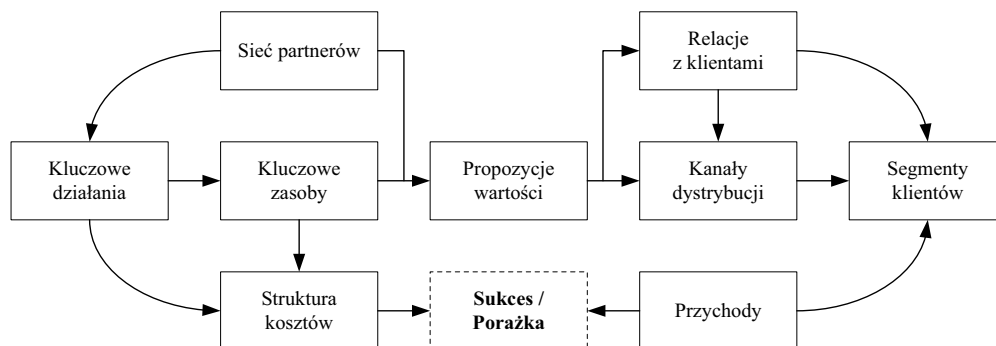 Sieć partnerów
Relacje
z klientami
Kluczowe
działania
Kluczowe
zasoby
Propozycje
wartości
Kanały
dystrybucji
Segmenty
klientów
Struktura
kosztów
Sukces /
Porażka
Przychody